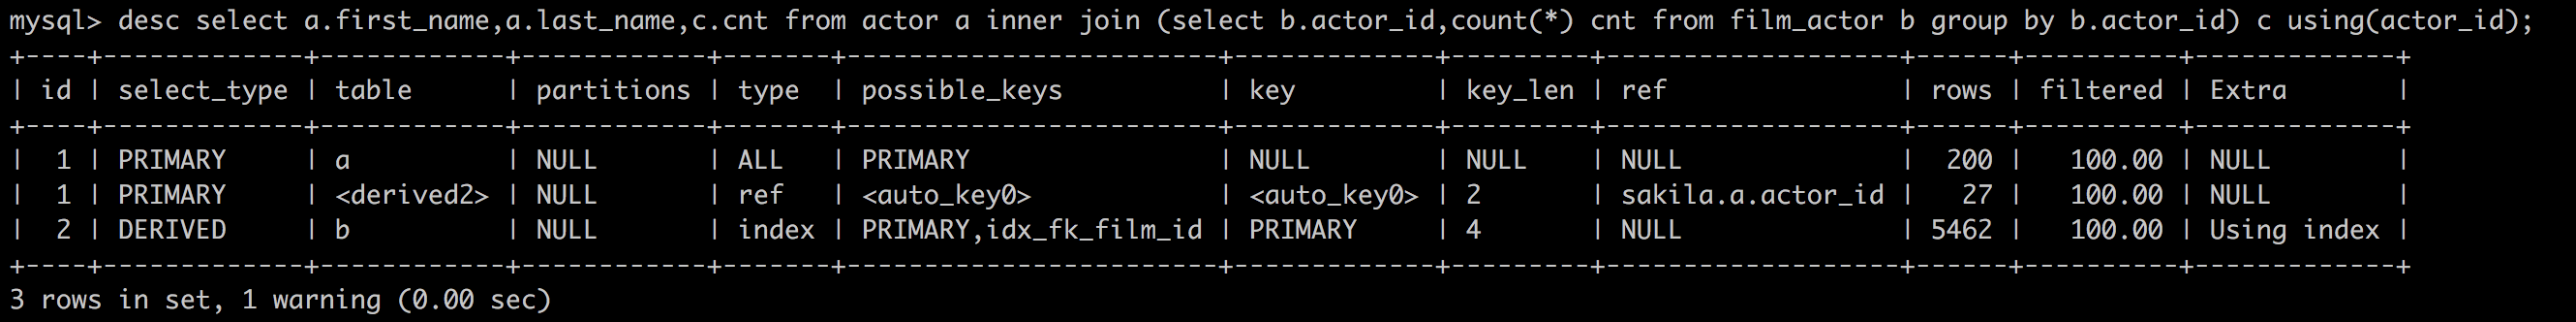 mysql> desc select a.first_name,a.last_name,c.cnt from actor a inner join (select b.actor_id,count(*) cnt from film_actor b group by b.actor_id) c using(actor_id);
+----+-------------+------------+------------+-------+------------------------+-------------+---------+-------------------+------+----------+-------------+
| id | select_type | table      | partitions | type  | possible_keys          | key         | key_len | ref               | rows | filtered | Extra       |
+----+-------------+------------+------------+-------+------------------------+-------------+---------+-------------------+------+----------+-------------+
|  1 | PRIMARY     | a          | NULL       | ALL   | PRIMARY                | NULL        | NULL    | NULL              |  200 |   100.00 | NULL        |
|  1 | PRIMARY     | <derived2> | NULL       | ref   | <auto_key0>            | <auto_key0> | 2       | sakila.a.actor_id |   27 |   100.00 | NULL        |
|  2 | DERIVED     | b          | NULL       | index | PRIMARY,idx_fk_film_id | PRIMARY     | 4       | NULL              | 5462 |   100.00 | Using index |
+----+-------------+------------+------------+-------+------------------------+-------------+---------+-------------------+------+----------+-------------+
3 rows in set, 1 warning (0.00 sec)